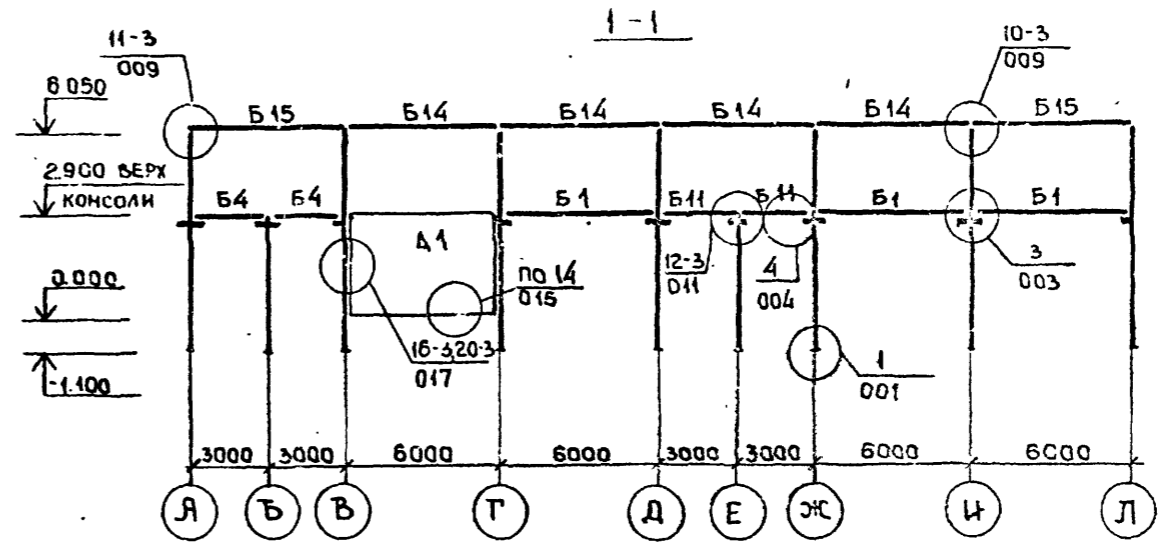 1-1
11-3
009
10-3
009
6050
Б15 Б14 Б14 Б14 Б14 Б15
2.900 ВЕРХ
КОНСОЛИ
Б4 Б4 Б1 Б11 Б11 Б1 Б1
Д1
0.000
ПО 14
015
12-3
011
4
004
3
003
16-3,20-3
017
1
001
-1.100
3000 3000 6000 6000 3000 3000 6000 6000
А Б В Г Д Е Ж И Л